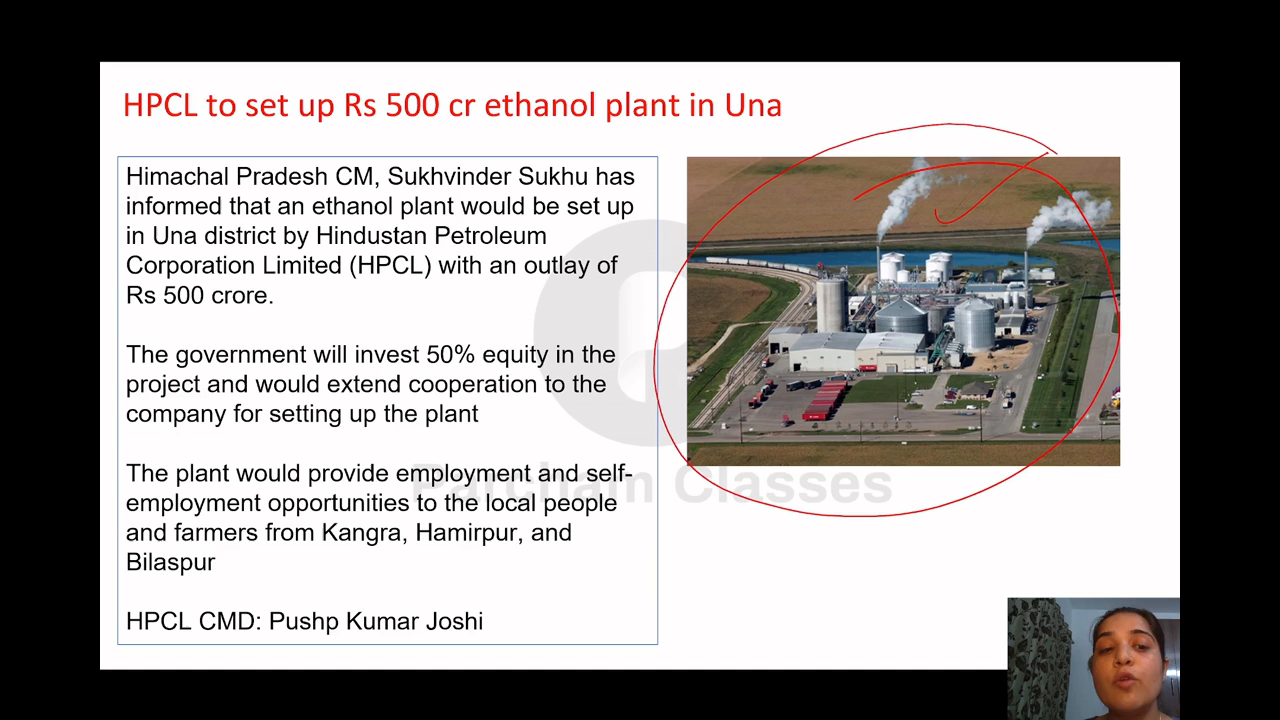 HPCL to set up Rs 500 cr ethanol plant in Una
Himachal Pradesh CM, Sukhvinder Sukhu has
informed that an ethanol plant would be set up
in Una district by Hindustan Petroleum
Corporation Limited (HPCL) with an outlay of
Rs 500 crore.
The government will invest 50% equity in the
project and would extend cooperation to the
company for setting up the plant
The plant would provide employment and self-
employment opportunities to the local people
and farmers from Kangra, Hamirpur, and
Bilaspur
HPCL CMD: Pushp Kumar Joshi
Parcham Classes